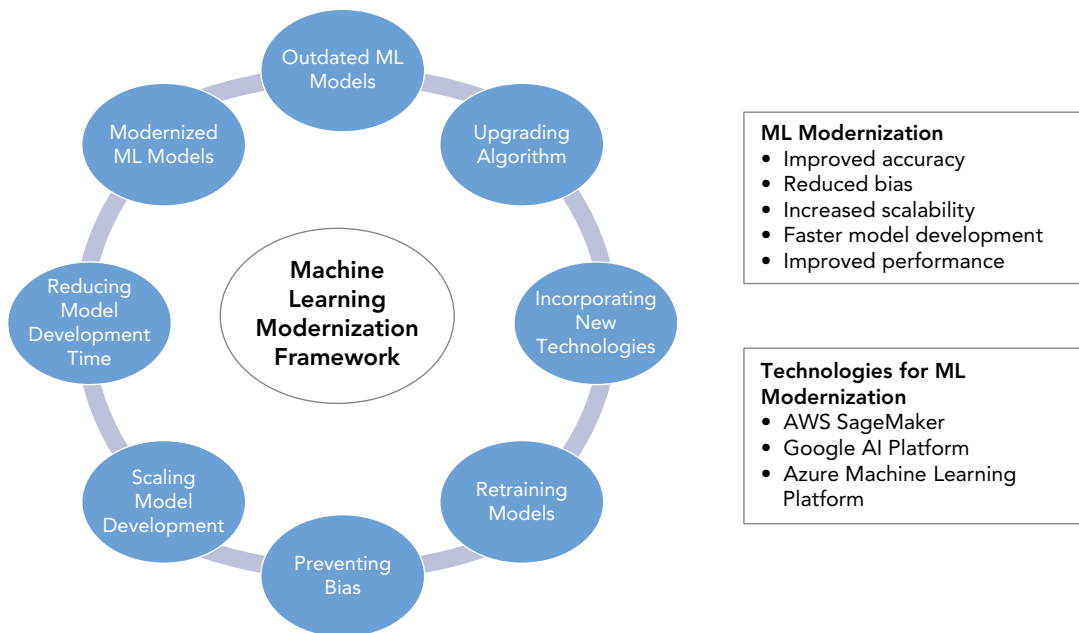 Outdated ML
Models
Upgrading
Algorithm
Incorporating
New
Technologies
Retraining
Models
Preventing
Bias
Scaling
Model
Development
Reducing
Model
Development
Time
Modernized
ML Models
Machine
Learning
Modernization
Framework
ML Modernization
• Improved accuracy
• Reduced bias
• Increased scalability
• Faster model development
• Improved performance
Technologies for ML
Modernization
• AWS SageMaker
• Google AI Platform
• Azure Machine Learning
Platform